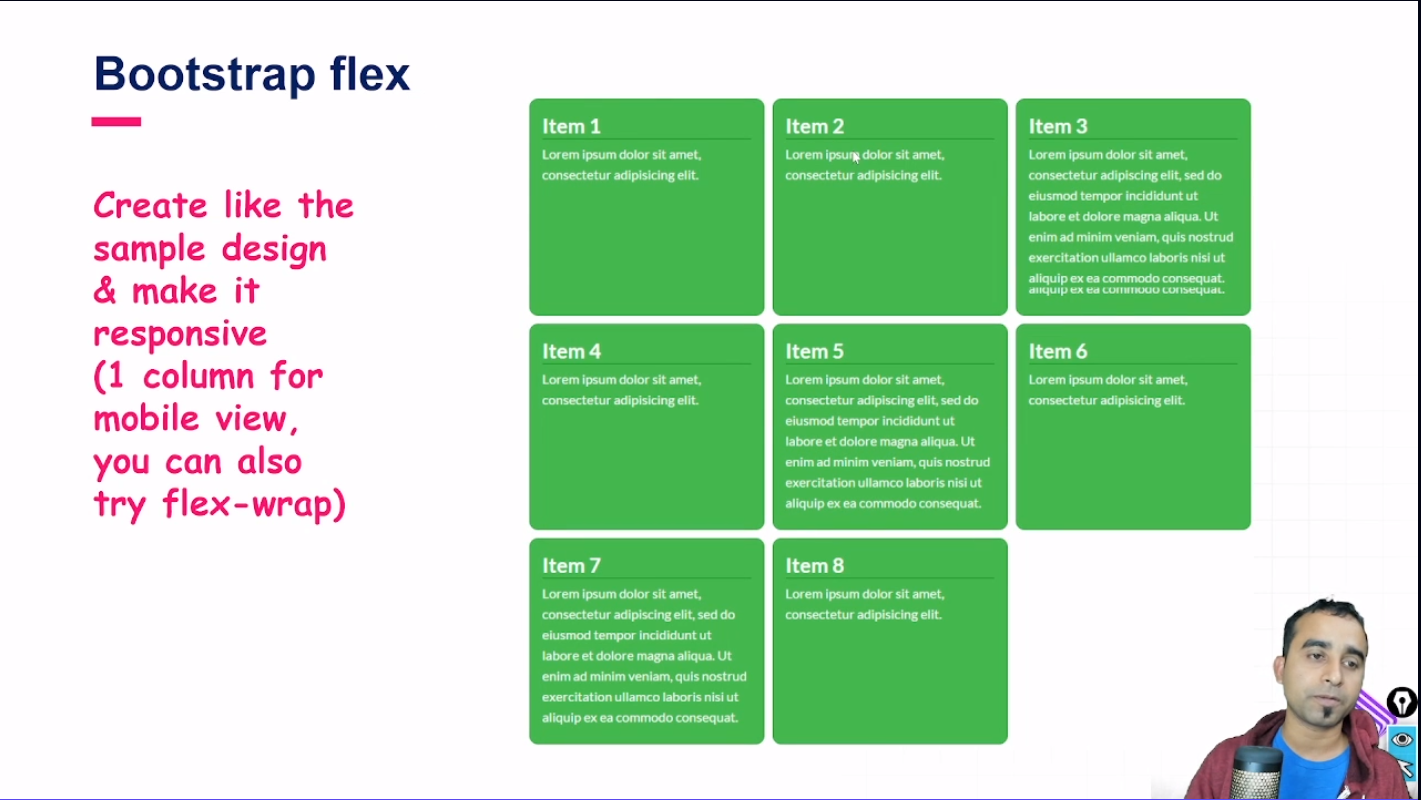 Bootstrap flex
Create like the
sample design
& make it
responsive
(1 column for
mobile view,
you can also
try flex-wrap)
Item 1
Lorem ipsum dolor sit amet,
consectetur adipisicing elit.
Item 2
Lorem ipsum dolor sit amet,
consectetur adipisicing elit.
Item 3
Lorem ipsum dolor sit amet,
consectetur adipiscing elit, sed do
eiusmod tempor incididunt ut
labore et dolore magna aliqua. Ut
enim ad minim veniam, quis nostrud
exercitation ullamco laboris nisi ut
aliquip ex ea commodo consequat.
aliquip ex ea commodo consequat.
Item 4
Lorem ipsum dolor sit amet,
consectetur adipisicing elit.
Item 5
Lorem ipsum dolor sit amet,
consectetur adipiscing elit, sed do
eiusmod tempor incididunt ut
labore et dolore magna aliqua. Ut
enim ad minim veniam, quis nostrud
exercitation ullamco laboris nisi ut
aliquip ex ea commodo consequat.
Item 6
Lorem ipsum dolor sit amet,
consectetur adipisicing elit.
Item 7
Lorem ipsum dolor sit amet,
consectetur adipiscing elit, sed do
eiusmod tempor incididunt ut
labore et dolore magna aliqua. Ut
enim ad minim veniam, quis nostrud
exercitation ullamco laboris nisi ut
aliquip ex ea commodo consequat.
Item 8
Lorem ipsum dolor sit amet,
consectetur adipisicing elit.